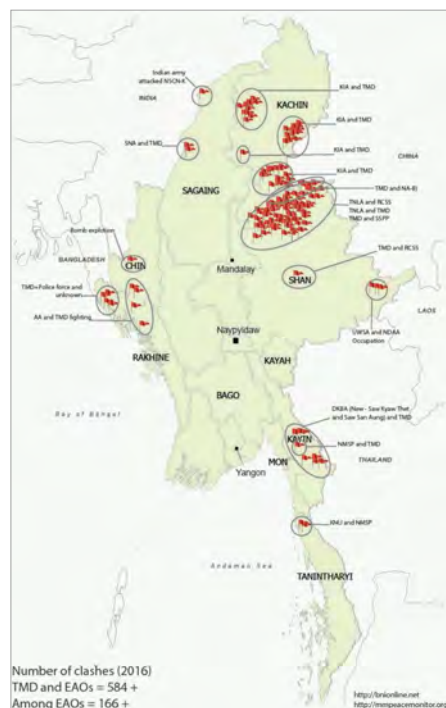 Indian army
attacked NSCN-K
INDIA
KIA and TMD
KACHIN
KIA and TMD
SNA and TMD
KIA and TMD
CHINA
KIA and TMD
SAGAING
TMD and NA-B)
TNLA and RCSS
TNLA and TMD
TMD and SSPP
Bomb explotion
TMD and RCSS
BANGLADESH
CHIN
Mandalay
SHAN
TMD+Police force and
unknown
LAOS
AA and TMD fighting
Naypyidaw
UWSA and NDAA
Occupation
RAKHINE
KAYAH
BAGO
DKBA (New - Saw Kyaw Thet
and Saw San Aung) and TMD
Bay of Bengal
KAYIN
NMSP and TMD
MON
THAILAND
Yangon
KNU and NMSP
Andaman Sea
TANINTHARYI
Number of clashes (2016)
TMD and EAOs = 584 +
Among EAOs = 166 +
http://bnionline.net
http://mmpeacemonitor.org